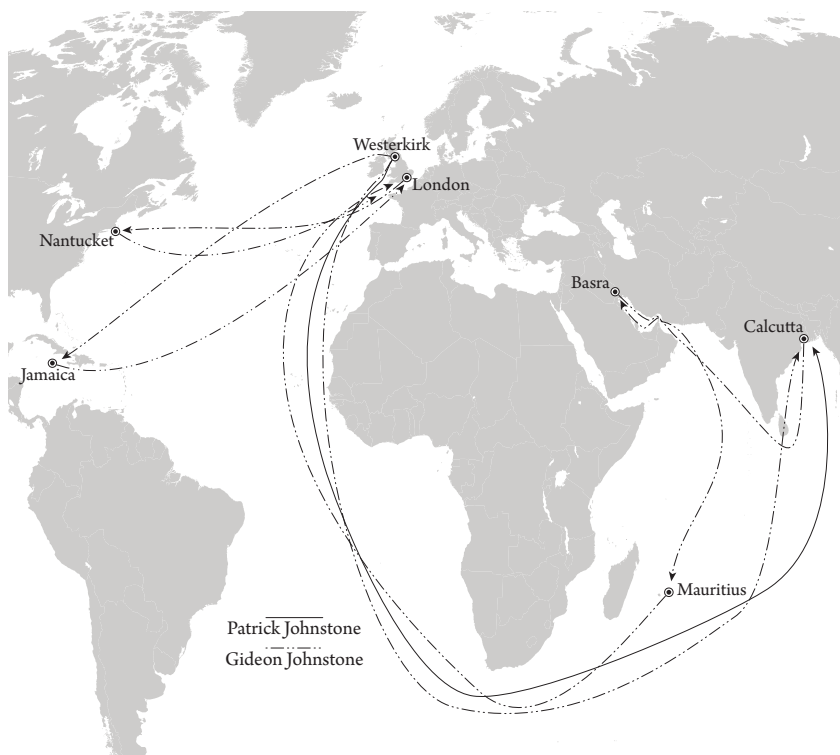 Westerkirk
London
Nantucket
Basra
Calcutta
Jamaica
Mauritius
Patrick Johnstone
Gideon Johnstone